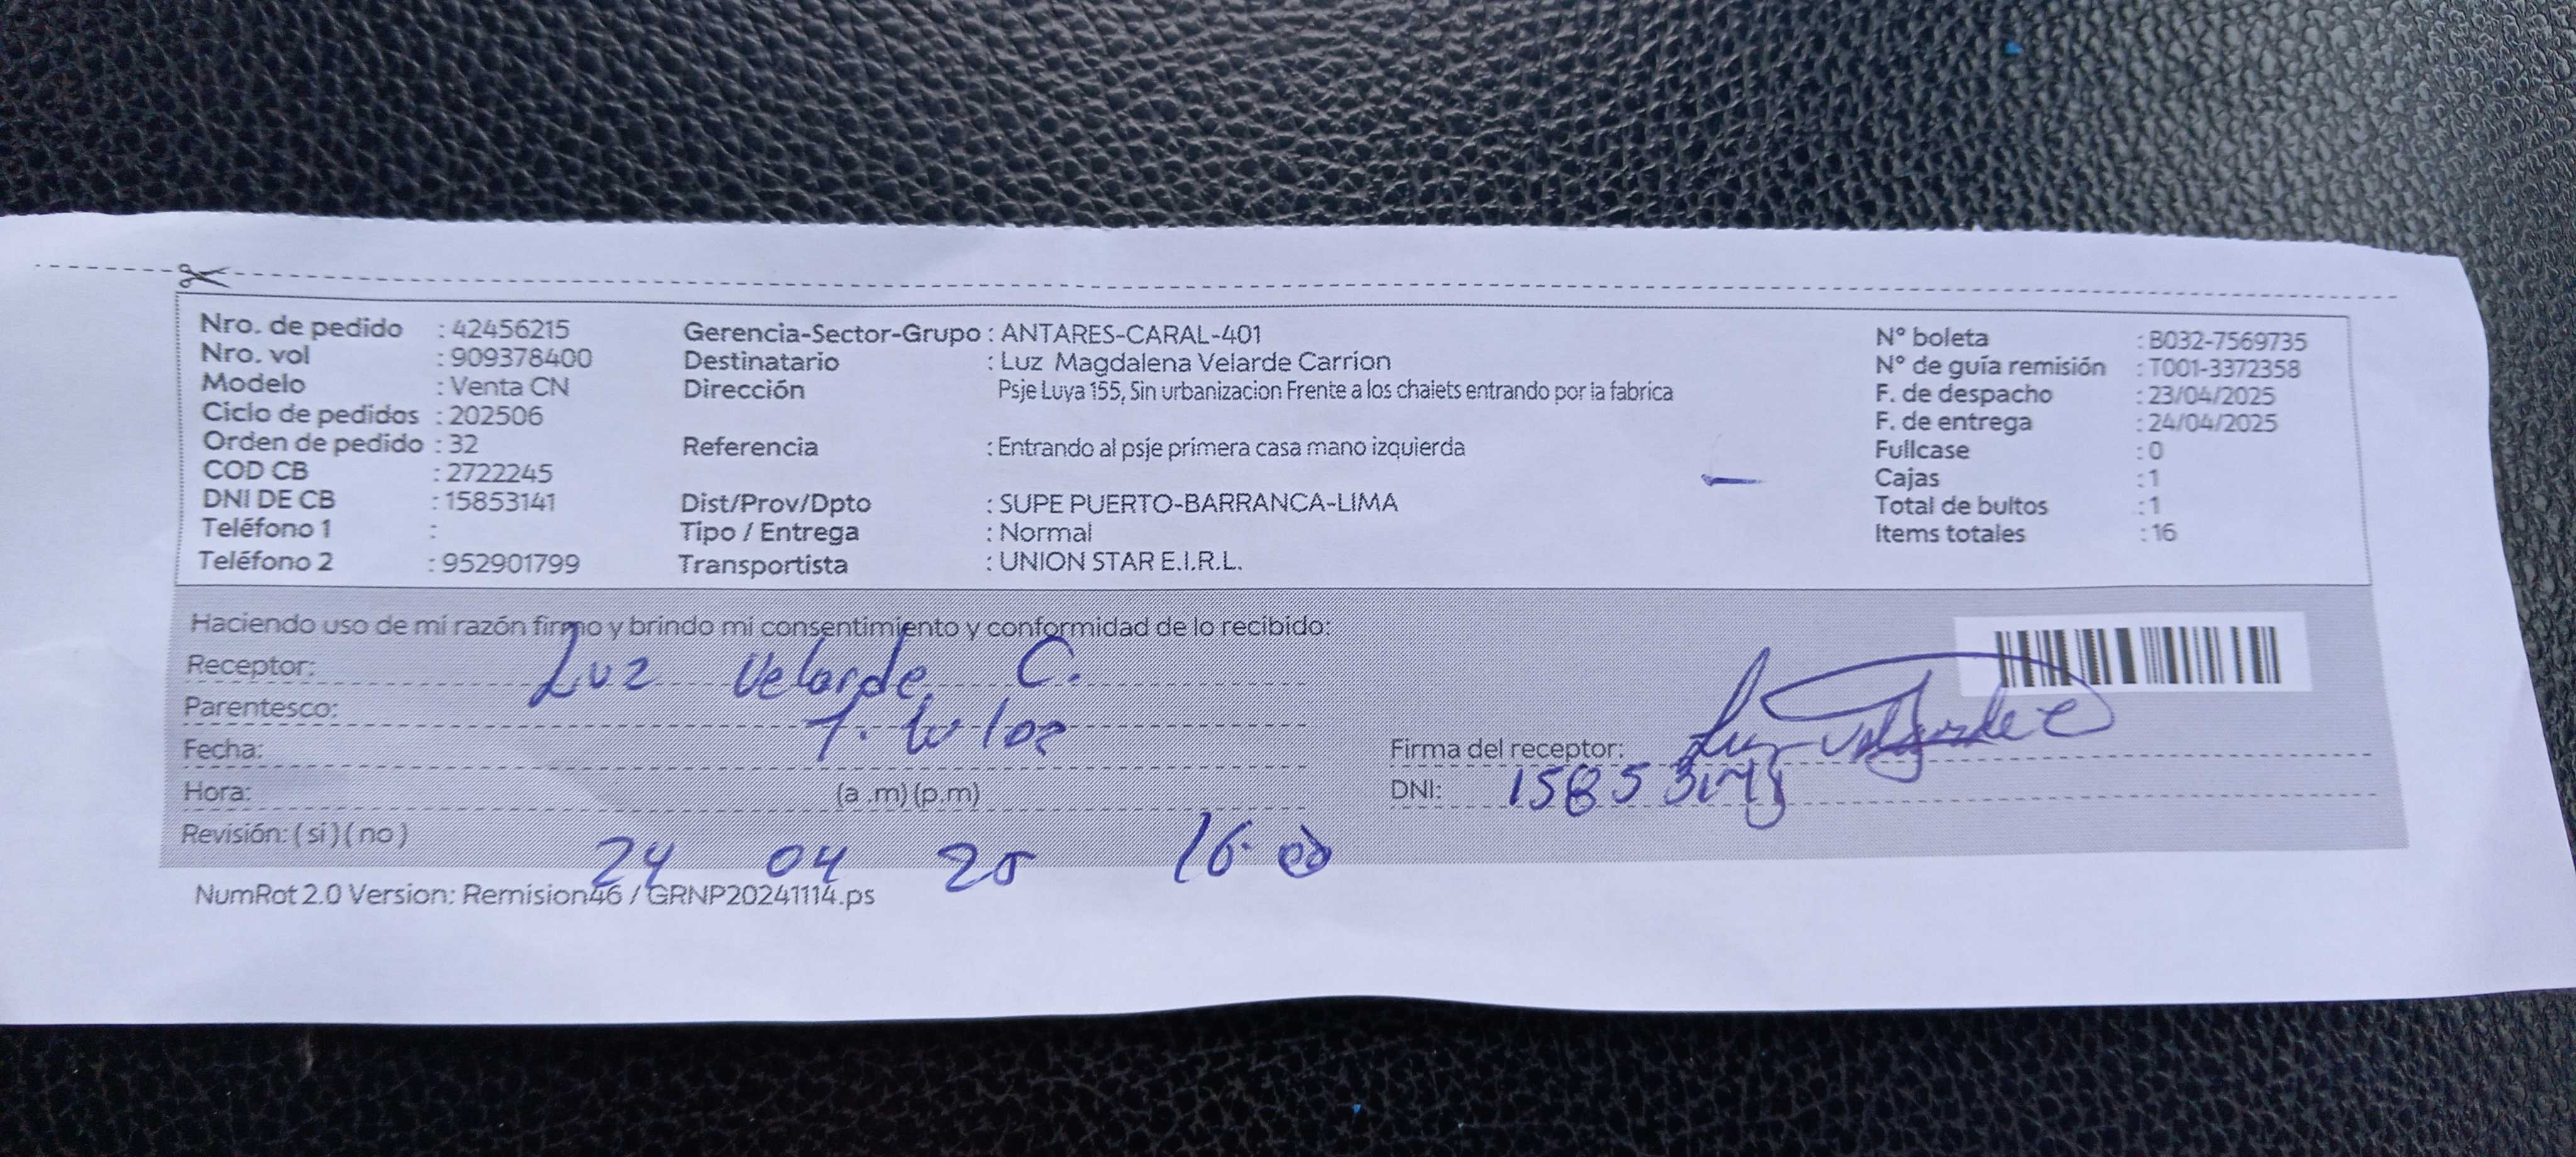 Nro. de pedido : 42456215 Gerencia-Sector-Grupo : ANTARES-CARAL-401 N° boleta : B032-7569735
Nro. vol : 909378400 Destinatario : Luz Magdalena Velarde Carrion N° de guía remisión : T001-3372358
Modelo : Venta CN Dirección Psje Luya 155, Sin urbanizacion Frente a los chalets entrando por la fabrica F. de despacho : 23/04/2025
Ciclo de pedidos : 202506 F. de entrega : 24/04/2025
Orden de pedido : 32 Referencia : Entrando al psje primera casa mano izquierda Fullcase : 0
COD CB : 2722245 Cajas : 1
DNI DE CB : 15853141 Dist/Prov/Dpto : SUPE PUERTO-BARRANCA-LIMA Total de bultos : 1
Teléfono 1 : Tipo / Entrega : Normal Items totales : 16
Teléfono 2 : 952901799 Transportista : UNION STAR E.I.R.L.
Haciendo uso de mi razón firmo y brindo mi consentimiento y conformidad de lo recibido:
Receptor: Luz Velarde C.
Parentesco:
Fecha: Firma del receptor: Luz Velarde C
Hora: (a .m) (p.m) DNI: 15853141
Revisión: ( si ) ( no )
24 04 25 16:00
NumRot 2.0 Version: Remision46 / GRNP20241114.ps